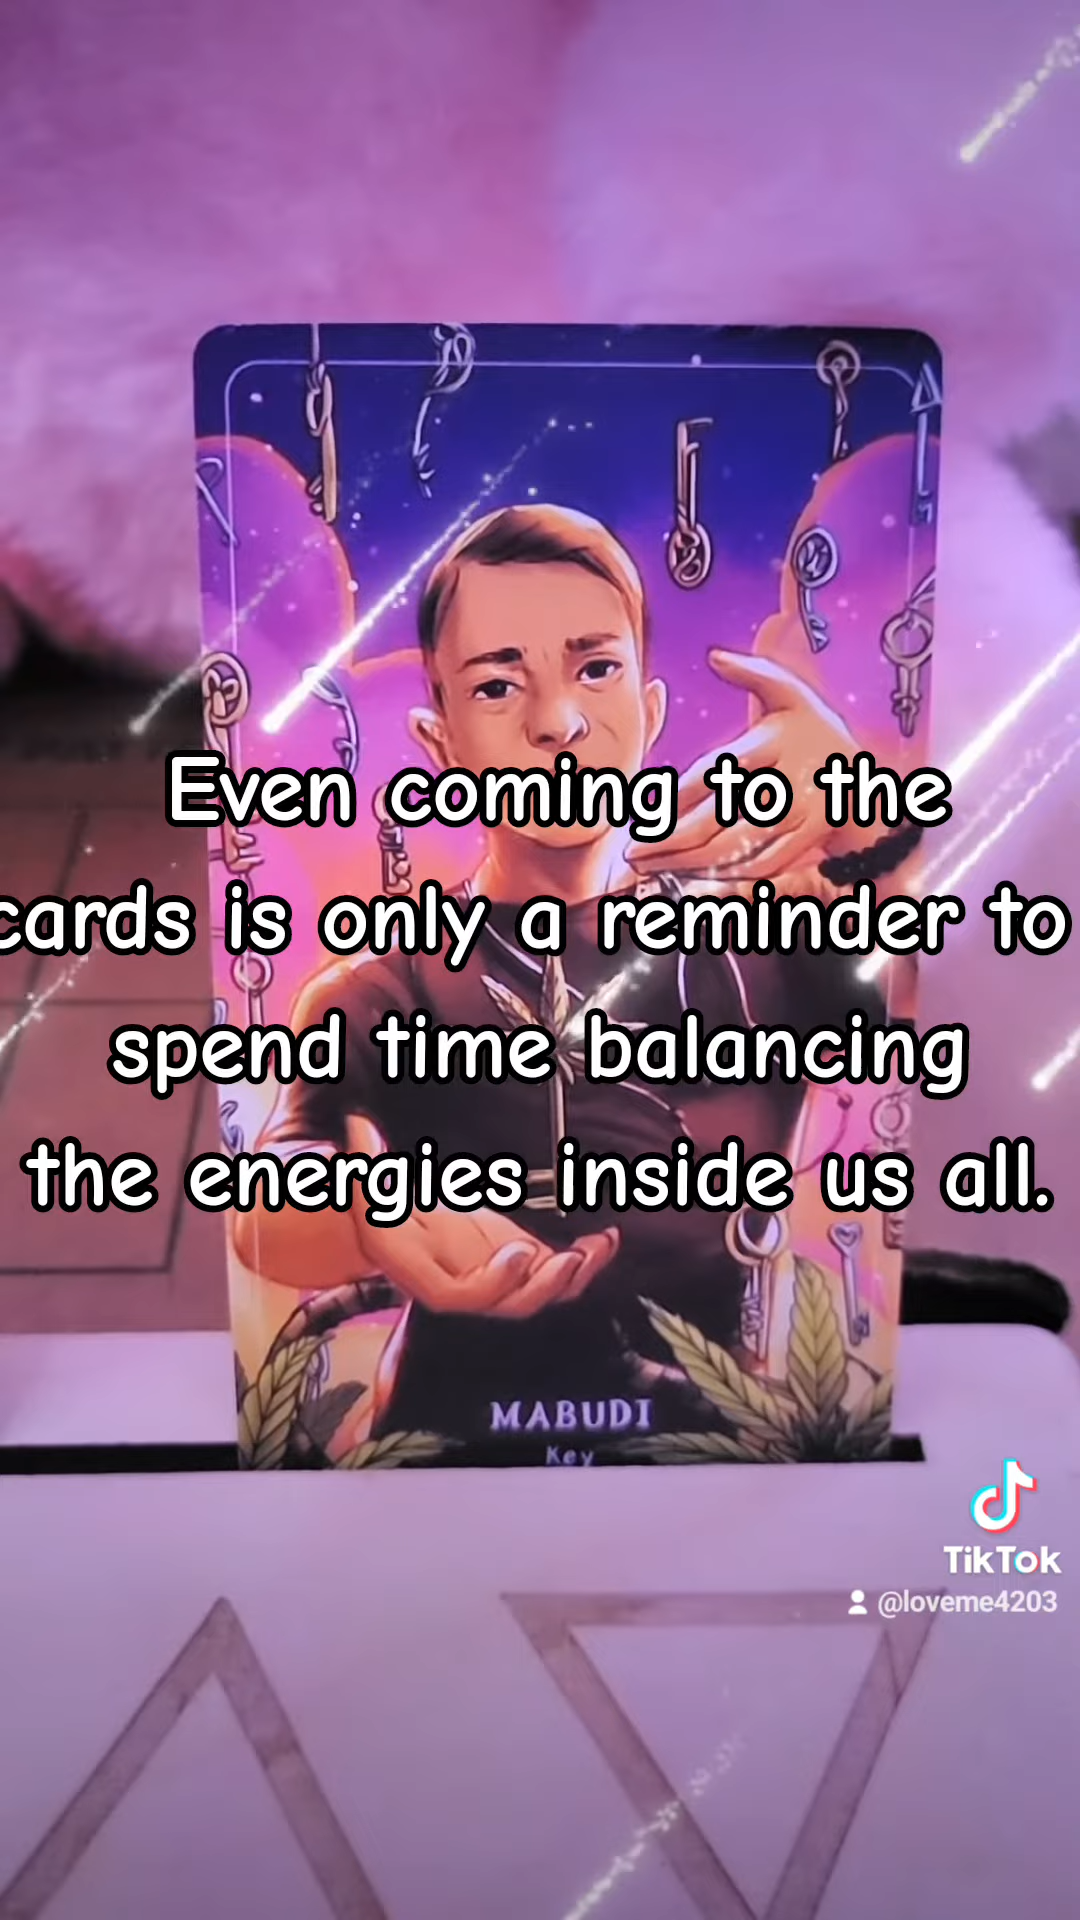 Even coming to the
cards is only a reminder to
spend time balancing
the energies inside us all.
MABUDI
Key
TikTok
@loveme4203